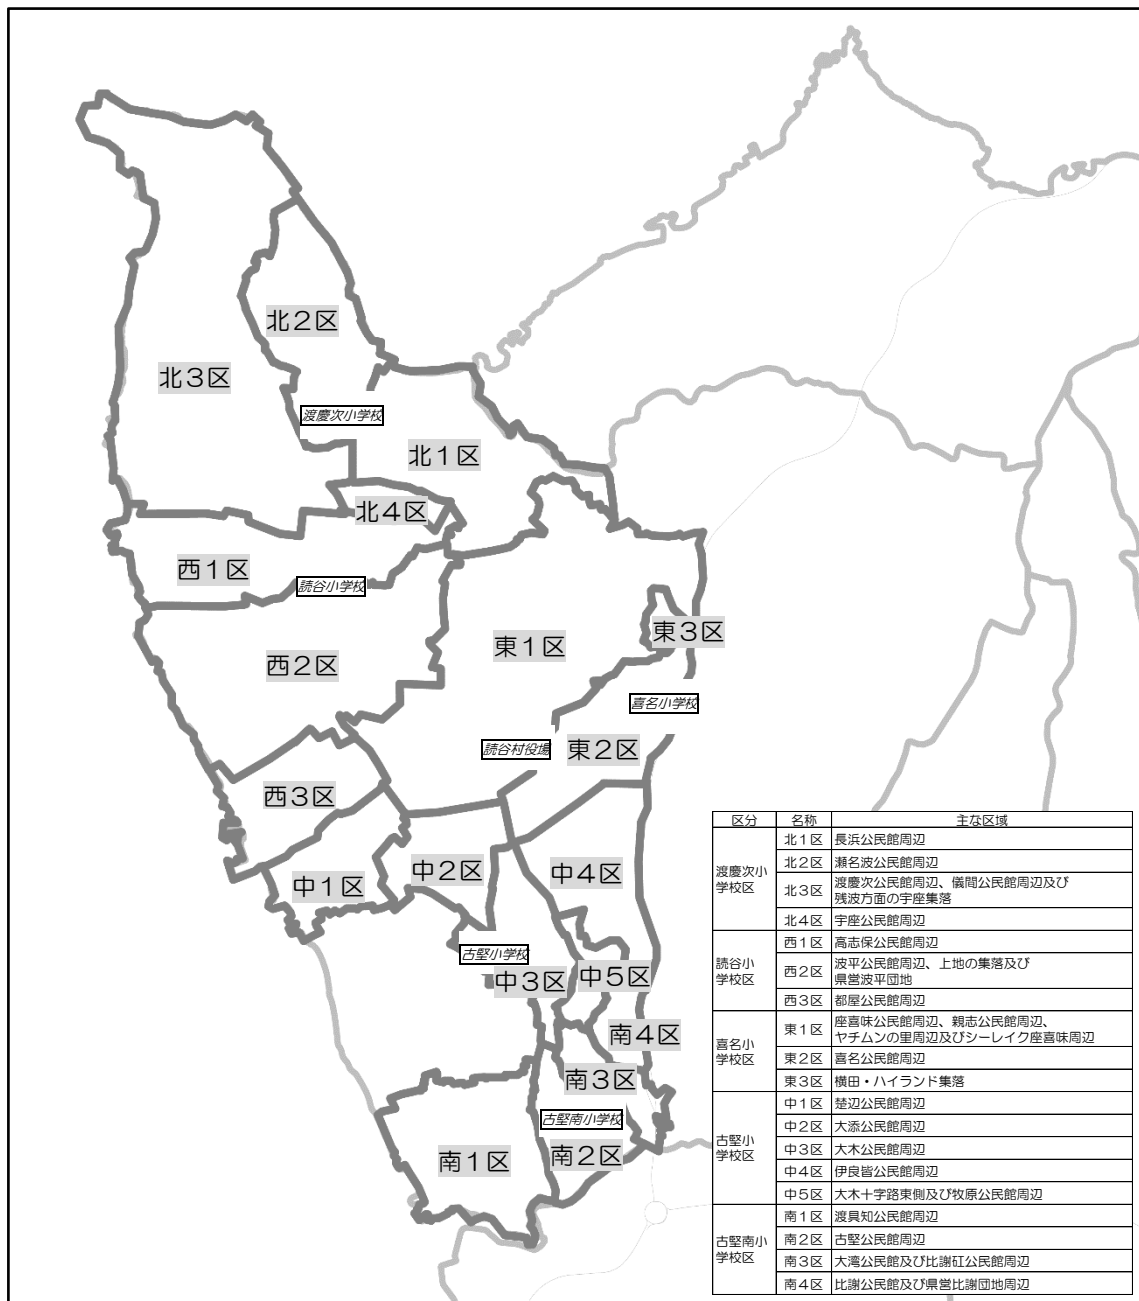 北2区
北3区
渡慶次小学校
北1区
北4区
西1区
読谷小学校
東3区
東1区
西2区
喜名小学校
読谷村役場
東2区
西3区
中2区
中4区
中1区
古堅小学校
中3区
中5区
南4区
南3区
古堅南小学校
南2区
南1区
区分 名称 主な区域
渡慶次小
学校区
北1区 長浜公民館周辺
北2区 瀬名波公民館周辺
北3区 渡慶次公民館周辺、儀間公民館周辺及び
残波方面の宇座集落
北4区 宇座公民館周辺
読谷小
学校区
西1区 高志保公民館周辺
西2区 波平公民館周辺、上地の集落及び
県営波平団地
西3区 都屋公民館周辺
喜名小
学校区
東1区 座喜味公民館周辺、親志公民館周辺、
ヤチムンの里周辺及びシーレイク座喜味周辺
東2区 喜名公民館周辺
東3区 横田・ハイランド集落
古堅小
学校区
中1区 楚辺公民館周辺
中2区 大添公民館周辺
中3区 大木公民館周辺
中4区 伊良皆公民館周辺
中5区 大木十字路東側及び牧原公民館周辺
古堅南小
学校区
南1区 渡具知公民館周辺
南2区 古堅公民館周辺
南3区 大湾公民館及び比謝矼公民館周辺
南4区 比謝公民館及び県営比謝団地周辺